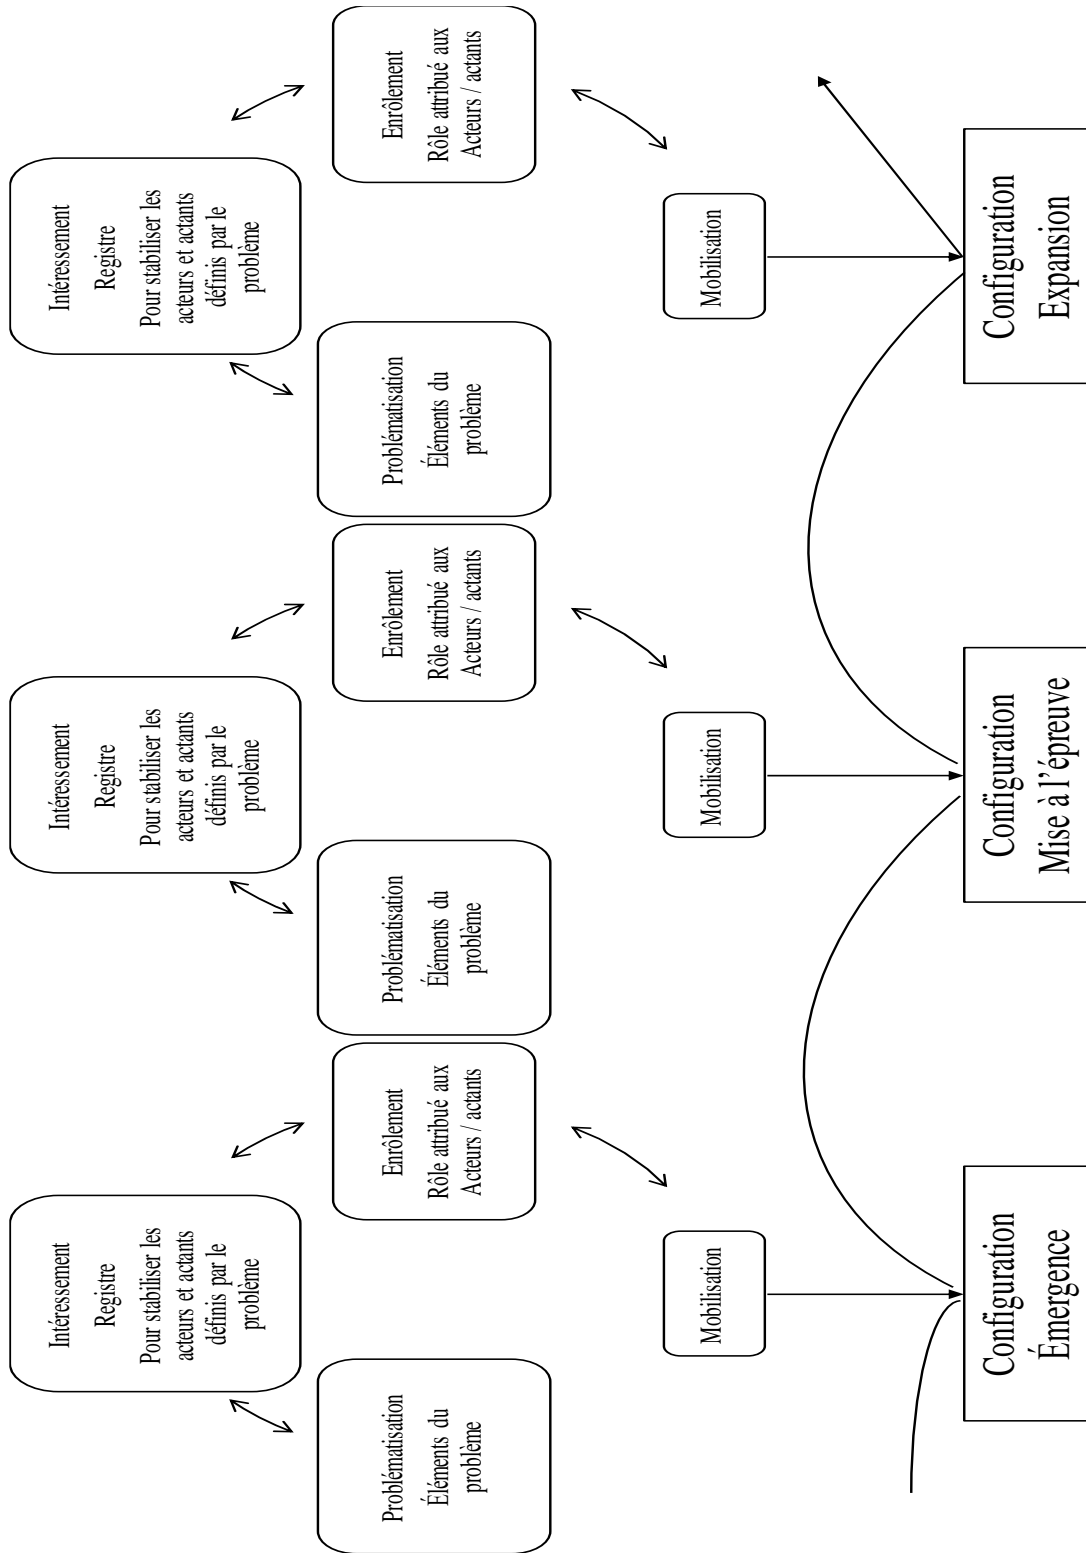 Intéressement
Registre
Pour stabiliser les
acteurs et actants
définis par le
problème
Problématisation
Éléments du
problème
Enrôlement
Rôle attribué aux
Acteurs / actants
Mobilisation
Configuration
Émergence
Intéressement
Registre
Pour stabiliser les
acteurs et actants
définis par le
problème
Problématisation
Éléments du
problème
Enrôlement
Rôle attribué aux
Acteurs / actants
Mobilisation
Configuration
Mise à l'épreuve
Intéressement
Registre
Pour stabiliser les
acteurs et actants
définis par le
problème
Problématisation
Éléments du
problème
Enrôlement
Rôle attribué aux
Acteurs / actants
Mobilisation
Configuration
Expansion